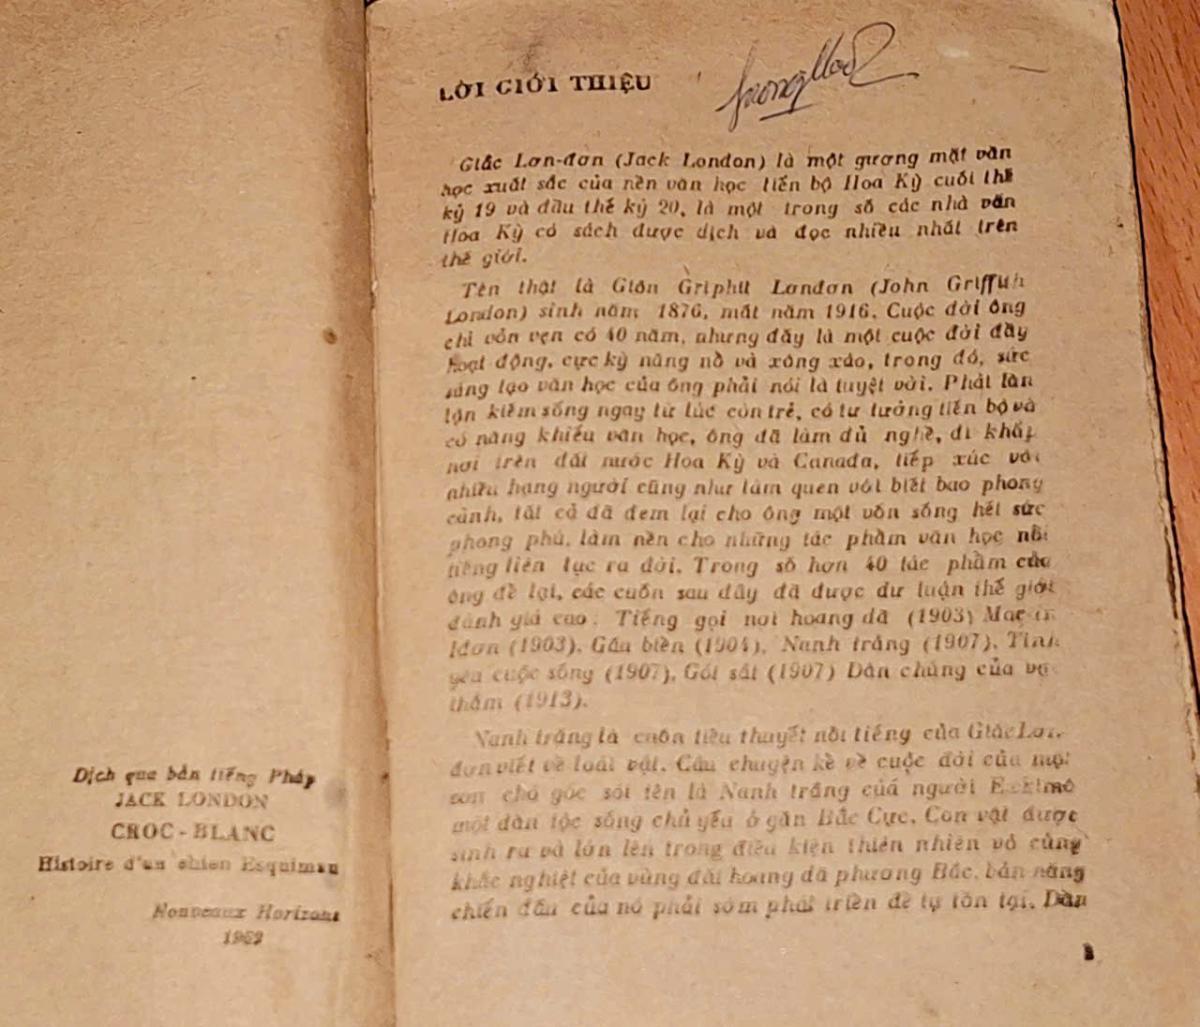 Dịch qua bản tiếng Pháp
JACK LONDON
CROC - BLANC
Histoire d'un chien Esquimau
Nouveaux Horizons
LỜI GIỚI THIỆU
Giắc Lơn-đơn (Jack London) là một gương mặt văn
học xuất sắc của nền văn học tiến bộ Hoa Kỳ cuối thế
kỷ 19 và đầu thế kỷ 20, là một trong số các nhà văn
Hoa Kỳ có sách được dịch và đọc nhiều nhất trên
thế giới.
Tên thật là Giôn Griphit Lơnđơn (John Griffith
London) sinh năm 1876, mất năm 1916. Cuộc đời ông
chỉ vỏn vẹn có 40 năm, nhưng đấy là một cuộc đời đầy
hoạt động, cực kỳ năng nổ và xông xáo, trong đó, sức
sáng tạo văn học của ông phải nói là tuyệt vời. Phải lăn
lộn kiếm sống ngay từ lúc còn trẻ, có tư tưởng tiến bộ và
có năng khiếu văn học, ông đã làm đủ nghề, đi khắp
nơi trên đất nước Hoa Kỳ và Canada, tiếp xúc với
nhiều hạng người cũng như làm quen với biết bao phong
cảnh, tất cả đã đem lại cho ông một vốn sống hết sức
phong phú, làm nền cho những tác phẩm văn học nổi
tiếng liên tục ra đời. Trong số hơn 40 tác phẩm của
ông để lại, các cuốn sau đây đã được dư luận thế giới
đánh giá cao: Tiếng gọi nơi hoang dã (1903)
(1903). Gấu biển (1904), Nanh trắng (1907), Tình
yêu cuộc sống (1907), Gót sắt (1907) Dân chúng của vực
thẳm (1913).
Nanh trắng là cuốn tiểu thuyết nổi tiếng của Giắc Lơn.
đơn viết về loài vật. Câu chuyện kể về cuộc đời của một
con chó gốc sói tên là Nanh trắng của người Exkimô
một dân tộc sống chủ yếu ở gần Bắc Cực. Con vật được
sinh ra và lớn lên trong điều kiện thiên nhiên vô cùng
khắc nghiệt của vùng đất hoang dã phương Bắc, bản năng
chiến đấu của nó phải sớm phát triển để tự tồn tại. Dần